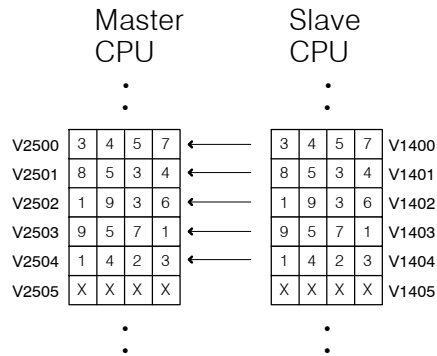 Master Slave
CPU CPU
V2500 3 4 5 7 3 4 5 7 V1400
V2501 8 5 3 4 8 5 3 4 V1401
V2502 1 9 3 6 1 9 3 6 V1402
V2503 9 5 7 1 9 5 7 1 V1403
V2504 1 4 2 3 1 4 2 3 V1404
V2505 X X X X X X X X V1405